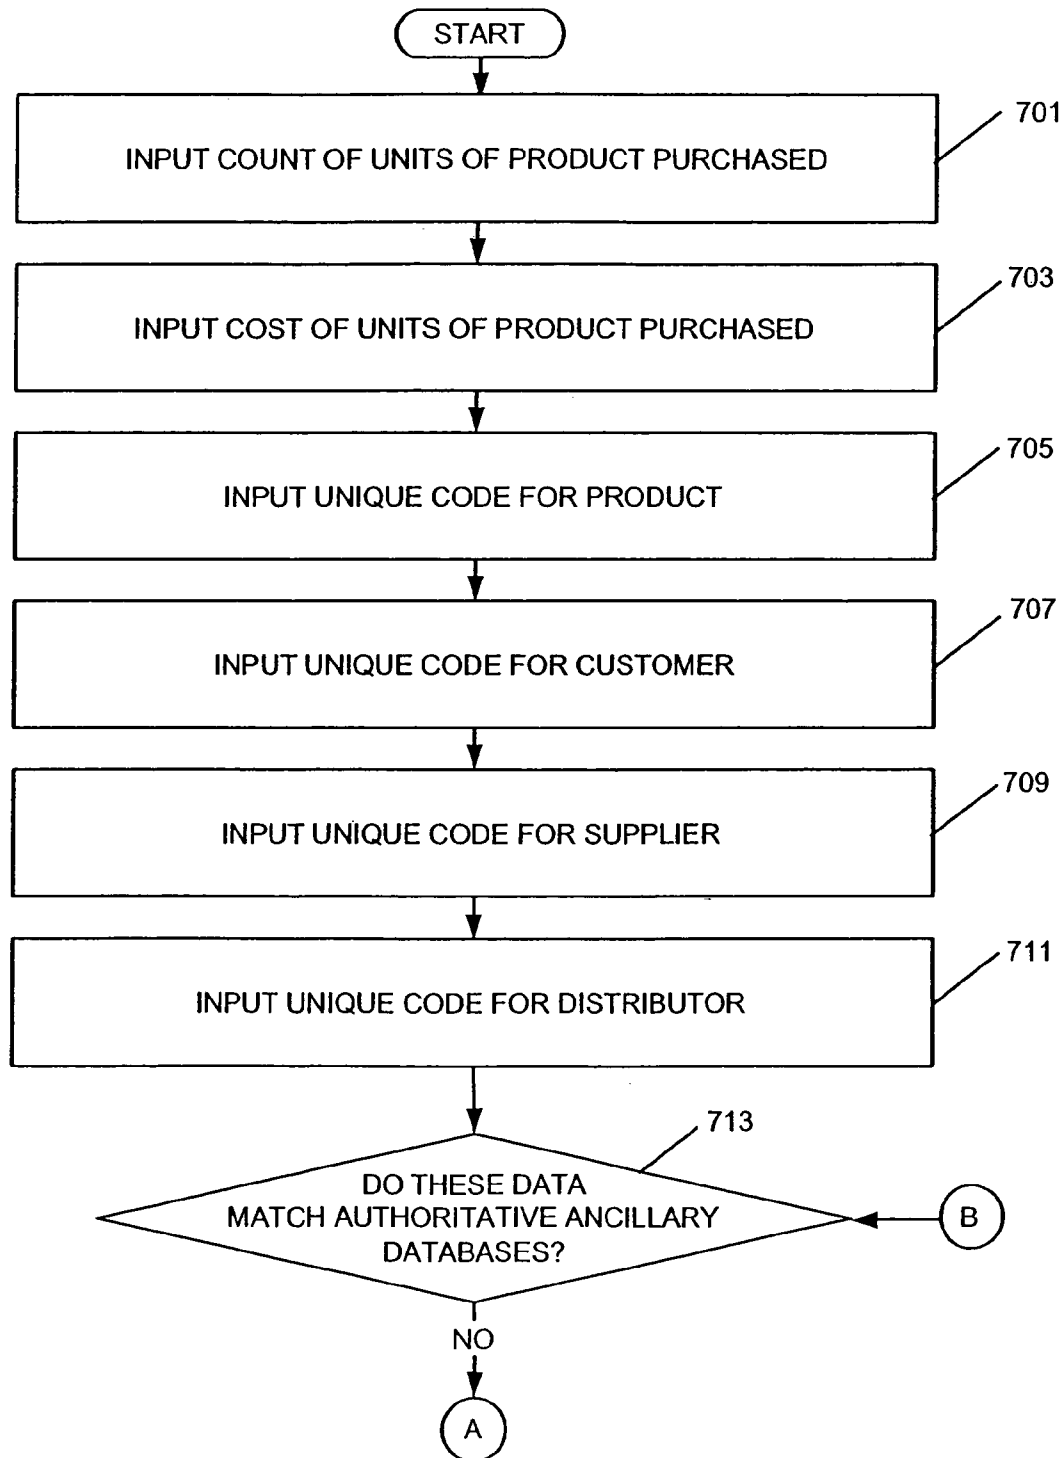 START
701
INPUT COUNT OF UNITS OF PRODUCT PURCHASED
703
INPUT COST OF UNITS OF PRODUCT PURCHASED
705
INPUT UNIQUE CODE FOR PRODUCT
707
INPUT UNIQUE CODE FOR CUSTOMER
709
INPUT UNIQUE CODE FOR SUPPLIER
711
INPUT UNIQUE CODE FOR DISTRIBUTOR
713
DO THESE DATA
MATCH AUTHORITATIVE ANCILLARY
DATABASES?
B
NO
A